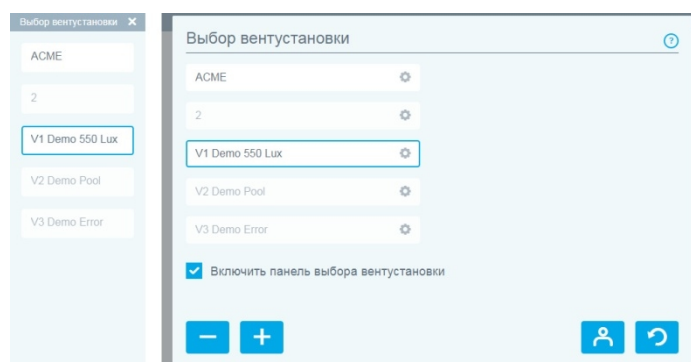 Выбор вентустановки
ACME
2
V1 Demo 550 Lux
V2 Demo Pool
V3 Demo Error
Выбор вентустановки
ACME
2
V1 Demo 550 Lux
V2 Demo Pool
V3 Demo Error
Включить панель выбора вентустановки